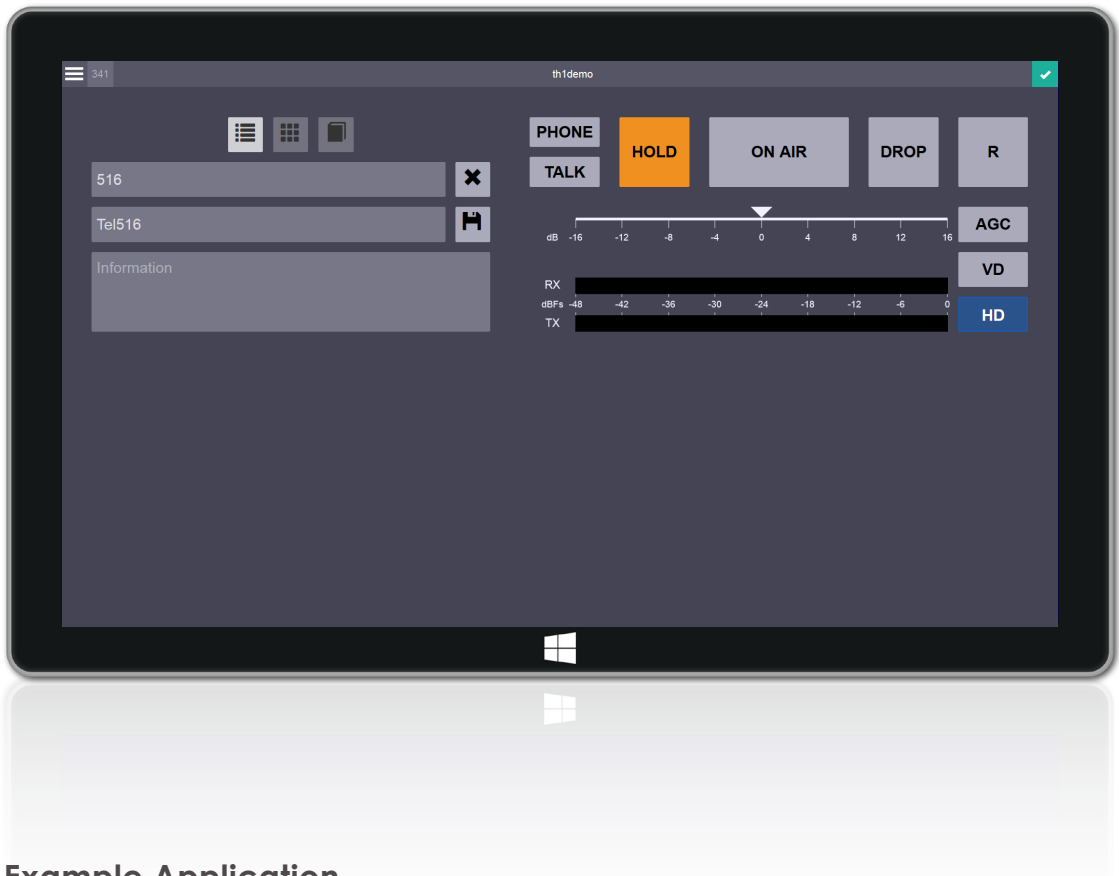 341
th1demo
516
Tel516
Information
PHONE
TALK
HOLD
ON AIR
DROP
R
dB -16 -12 -8 -4 0 4 8 12 16
AGC
VD
HD
RX
dBFs -48 -42 -36 -30 -24 -18 -12 -6 0
TX
Example Application